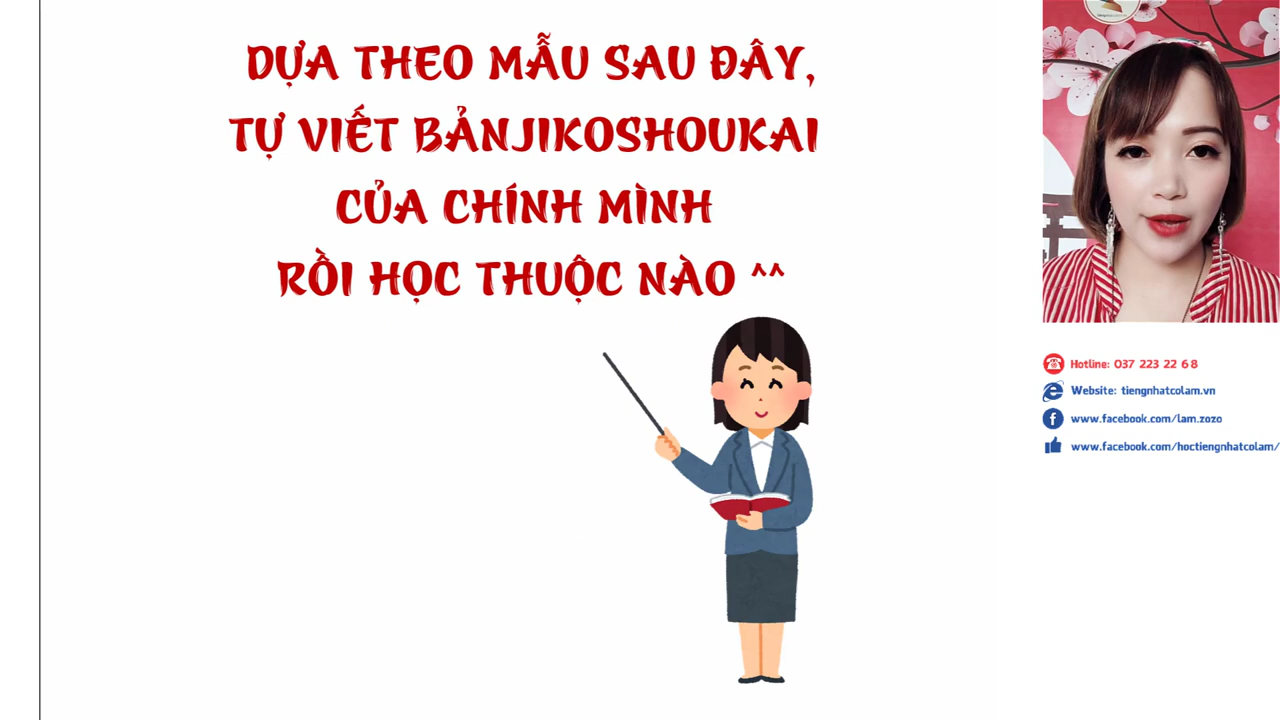 DỰA THEO MẪU SAU ĐÂY,
TỰ VIẾT BẢNJIKOSHOUKAI
CỦA CHÍNH MÌNH
RỒI HỌC THUỘC NÀO ^^
Hotline: 037 223 22 68
Website: tiengnhatcolam.vn
www.facebook.com/lam.zozo
www.facebook.com/hoctiengnhatcolam/